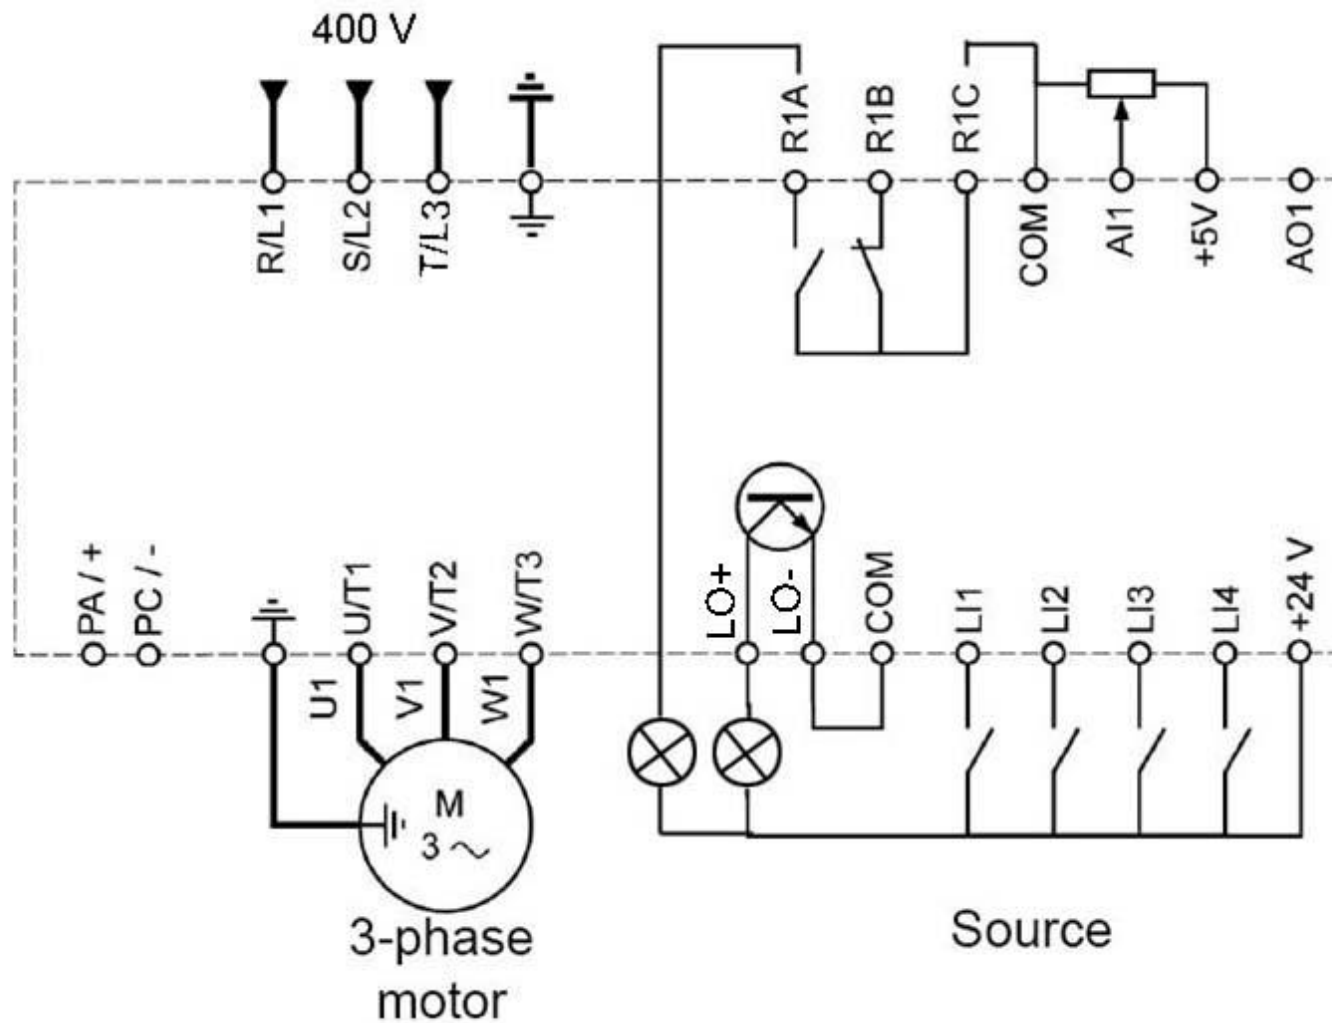 400 V
R1A
R1B
R1C
R/L1
S/L2
T/L3
COM
AI1
+5V
AO1
PA / +
PC / -
U/T1
V/T2
W/T3
LO+
LO-
COM
LI1
LI2
LI3
LI4
+24 V
U1
V1
W1
M
3 ~
3-phase
motor
Source